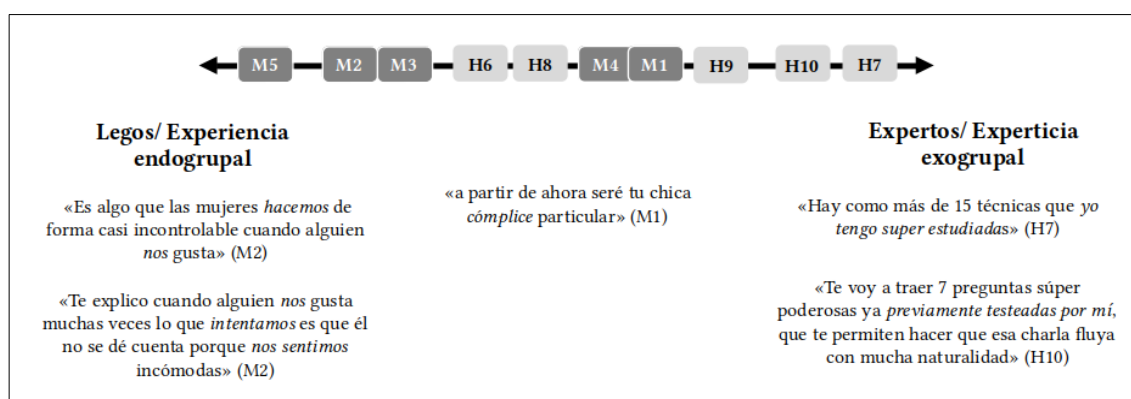 M5 M2 M3 H6 H8 M4 M1 H9 H10 H7
Legos/ Experiencia
endogrupal
«Es algo que las mujeres hacemos de
forma casi incontrolable cuando alguien
nos gusta» (M2)
«Te explico cuando alguien nos gusta
muchas veces lo que intentamos es que él
no se dé cuenta porque nos sentimos
incómodas» (M2)
«a partir de ahora seré tu chica
cómplice particular» (M1)
Expertos/ Experticia
exogrupal
«Hay como más de 15 técnicas que yo
tengo super estudiadas» (H7)
«Te voy a traer 7 preguntas súper
poderosas ya previamente testeadas por mí,
que te permiten hacer que esa charla fluya
con mucha naturalidad» (H10)